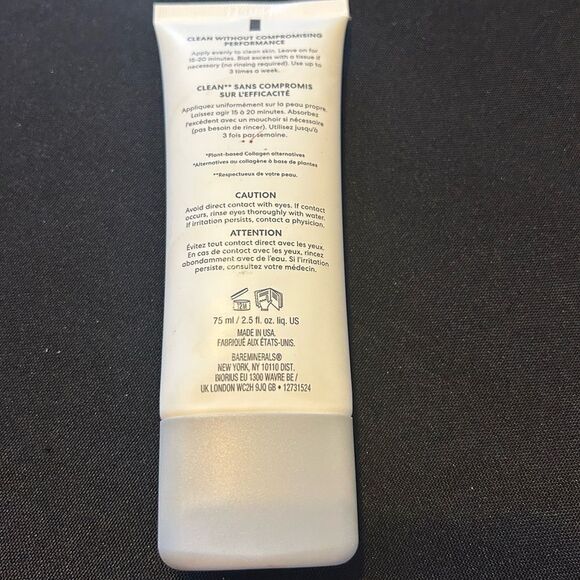 CLEAN WITHOUT COMPROMISING
PERFORMANCE
Apply evenly to clean skin. Leave on for
15-20 minutes. Blot excess with a tissue if
necessary (no rinsing required). Use up to
3 times a week.
CLEAN** SANS COMPROMIS
SUR L'EFFICACITÉ
Appliquez uniformément sur la peau propre.
Laissez agir 15 à 20 minutes. Absorbez
l'excédent avec un mouchoir si nécessaire
(pas besoin de rincer). Utilisez jusqu'à
3 fois par semaine.
*Plant-based Collagen alternatives
*Alternatives au collagène à base de plantes
**Respectueux de votre peau.
CAUTION
Avoid direct contact with eyes. If contact
occurs, rinse eyes thoroughly with water.
If irritation persists, contact a physician.
ATTENTION
Évitez tout contact direct avec les yeux.
En cas de contact avec les yeux, rincez
abondamment avec de l'eau. Si l'irritation
persiste, consultez votre médecin.
12M
75 ml / 2.5 fl. oz. liq. US
MADE IN USA.
FABRIQUÉ AUX ÉTATS-UNIS.
BAREMINERALS®
NEW YORK, NY 10110 DIST.
BIORIUS EU 1300 WAVRE BE /
UK LONDON WC2H 9JQ GB • 12731524